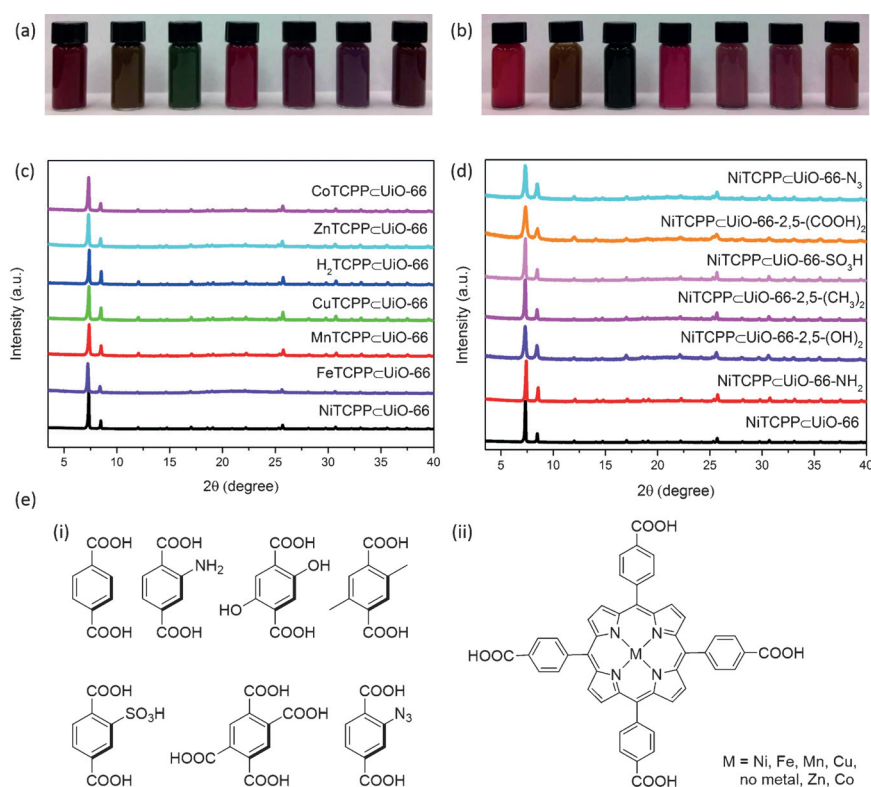 (a)
(b)
(c)
Intensity (a.u.)
CoTCPP⊂UiO-66
ZnTCPP⊂UiO-66
H₂TCPP⊂UiO-66
CuTCPP⊂UiO-66
MnTCPP⊂UiO-66
FeTCPP⊂UiO-66
NiTCPP⊂UiO-66
5 10 15 20 25 30 35 40
2θ (degree)
(d)
Intensity (a.u.)
NiTCPP⊂UiO-66-N₃
NiTCPP⊂UiO-66-2,5-(COOH)₂
NiTCPP⊂UiO-66-SO₃H
NiTCPP⊂UiO-66-2,5-(CH₃)₂
NiTCPP⊂UiO-66-2,5-(OH)₂
NiTCPP⊂UiO-66-NH₂
NiTCPP⊂UiO-66
5 10 15 20 25 30 35 40
2θ (degree)
(e)
(i)
COOH
COOH
COOH
NH₂
COOH
COOH
OH
HO
COOH
COOH
COOH
COOH
SO₃H
COOH
COOH
COOH
HOOC
COOH
COOH
N₃
COOH
(ii)
COOH
N N
HOOC M COOH
N N
COOH
M = Ni, Fe, Mn, Cu,
no metal, Zn, Co